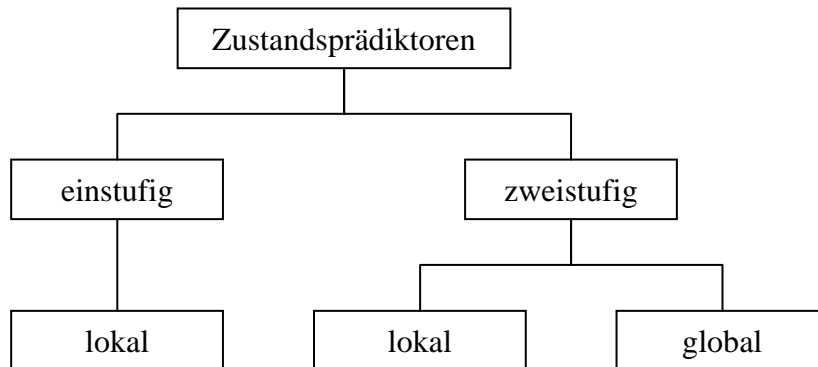 Zustandsprädiktoren
einstufig
zweistufig
lokal
lokal
global